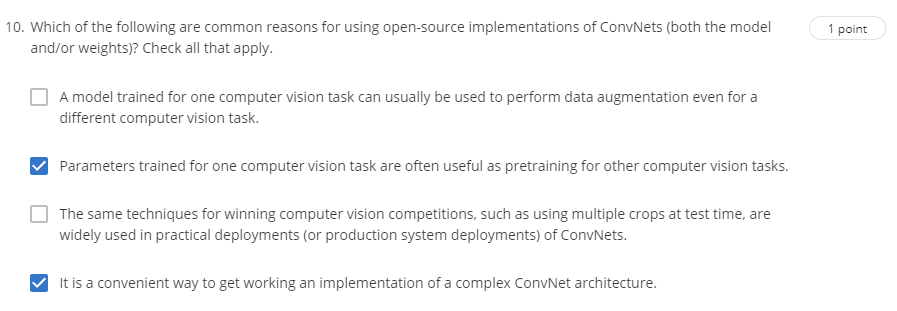 10. Which of the following are common reasons for using open-source implementations of ConvNets (both the model
1 point
and/or weights)? Check all that apply.
A model trained for one computer vision task can usually be used to perform data augmentation even for a
different computer vision task.
Parameters trained for one computer vision task are often useful as pretraining for other computer vision tasks.
The same techniques for winning computer vision competitions, such as using multiple crops at test time, are
widely used in practical deployments (or production system deployments) of ConvNets.
It is a convenient way to get working an implementation of a complex ConvNet architecture.